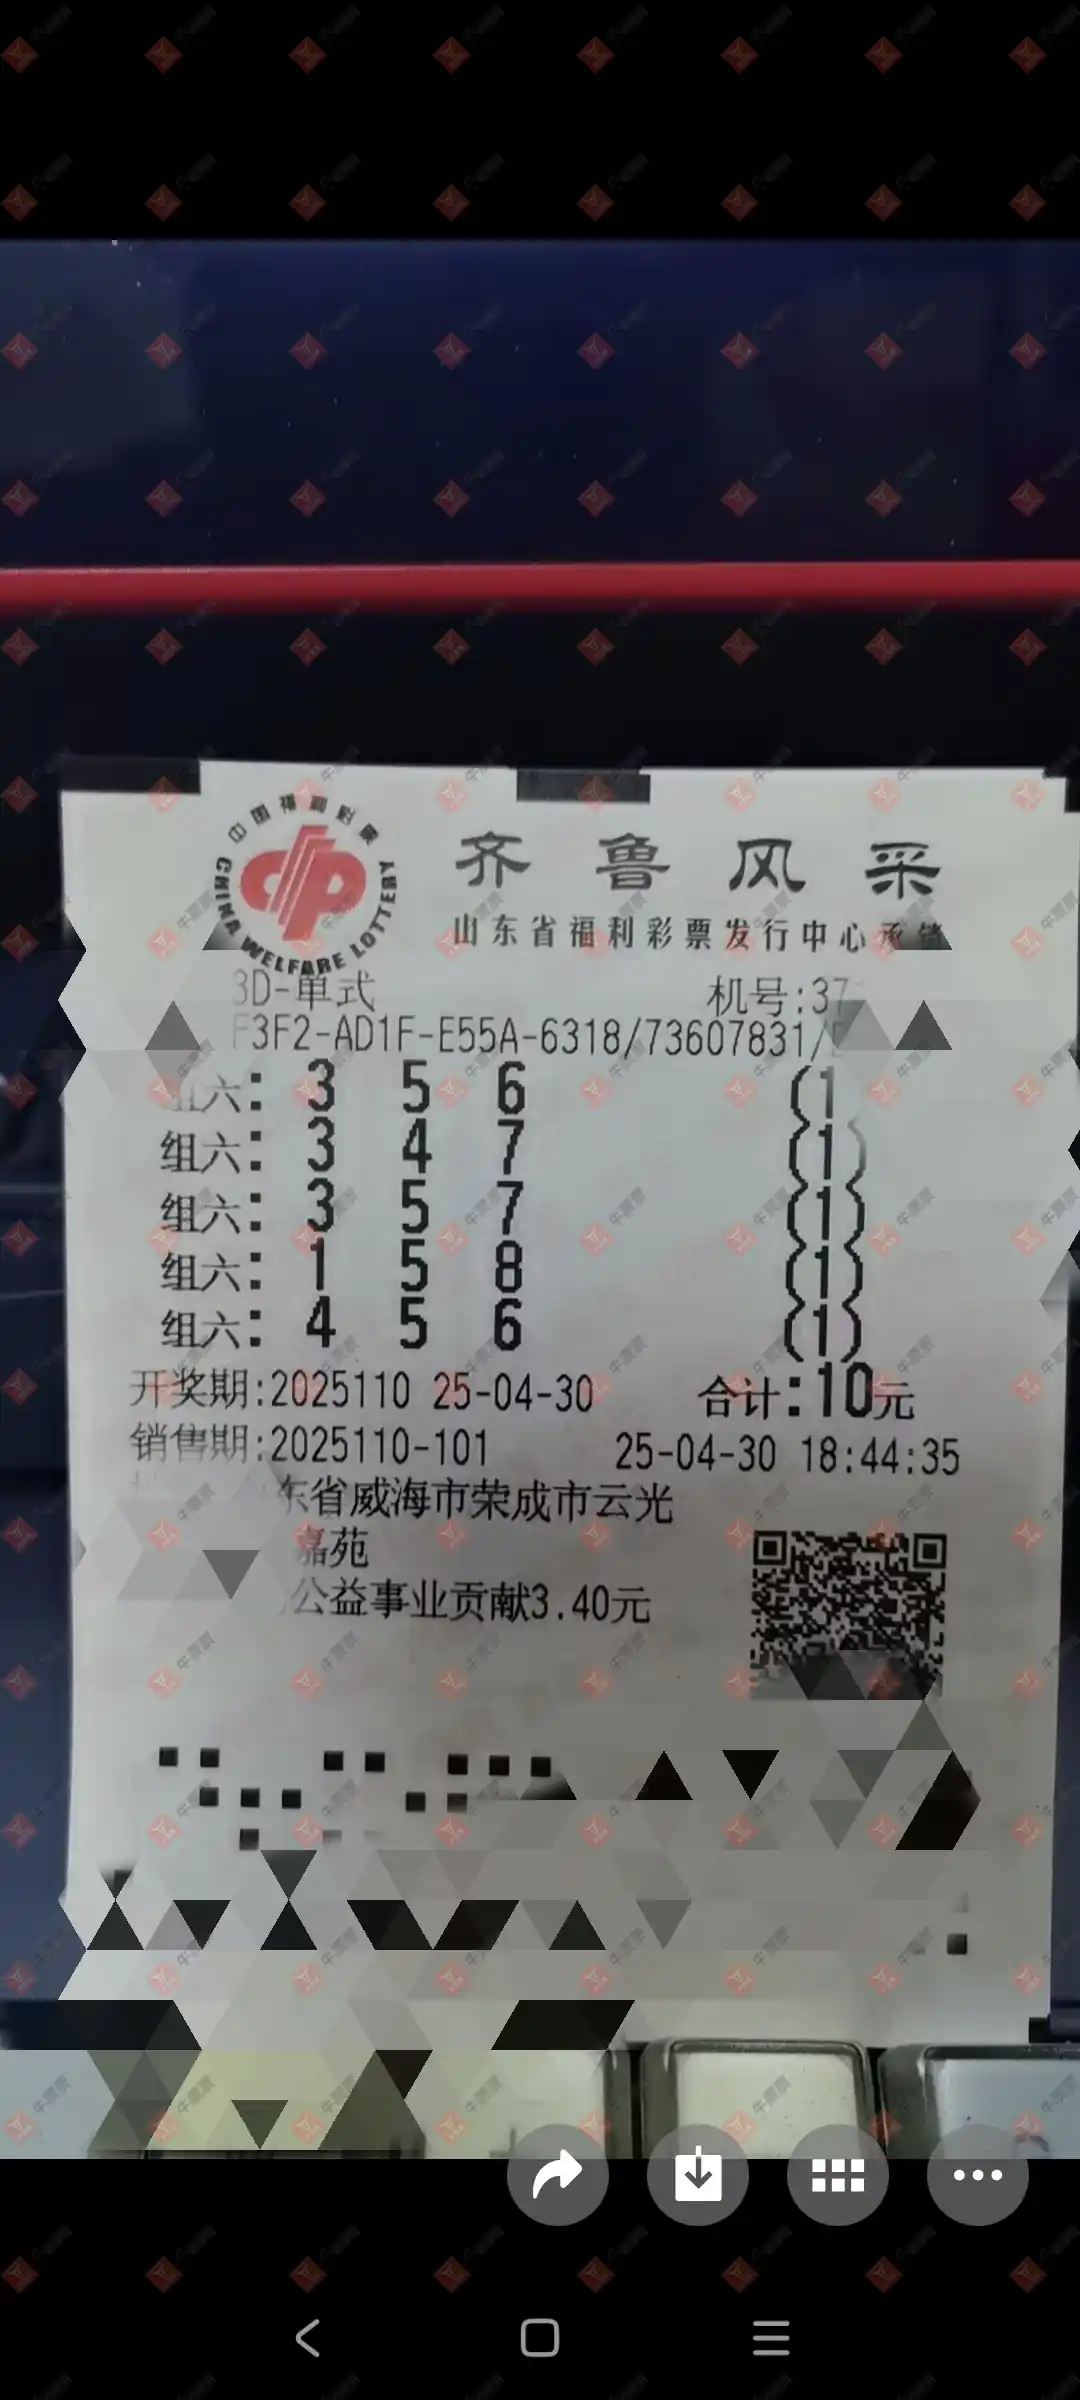 中国福利彩票
CHINA WELFARE LOTTERY
齐鲁风采
山东省福利彩票发行中心承销
3D-单式 机号:37
F3F2-AD1F-E55A-6318/73607831/
组六: 3 5 6 (1
组六: 3 4 7 (1)
组六: 3 5 7 (1)
组六: 1 5 8 (1)
组六: 4 5 6 (1)
开奖期:2025110 25-04-30 合计:10元
销售期:2025110-101 25-04-30 18:44:35
东省威海市荣成市云光
嘉苑
公益事业贡献3.40元